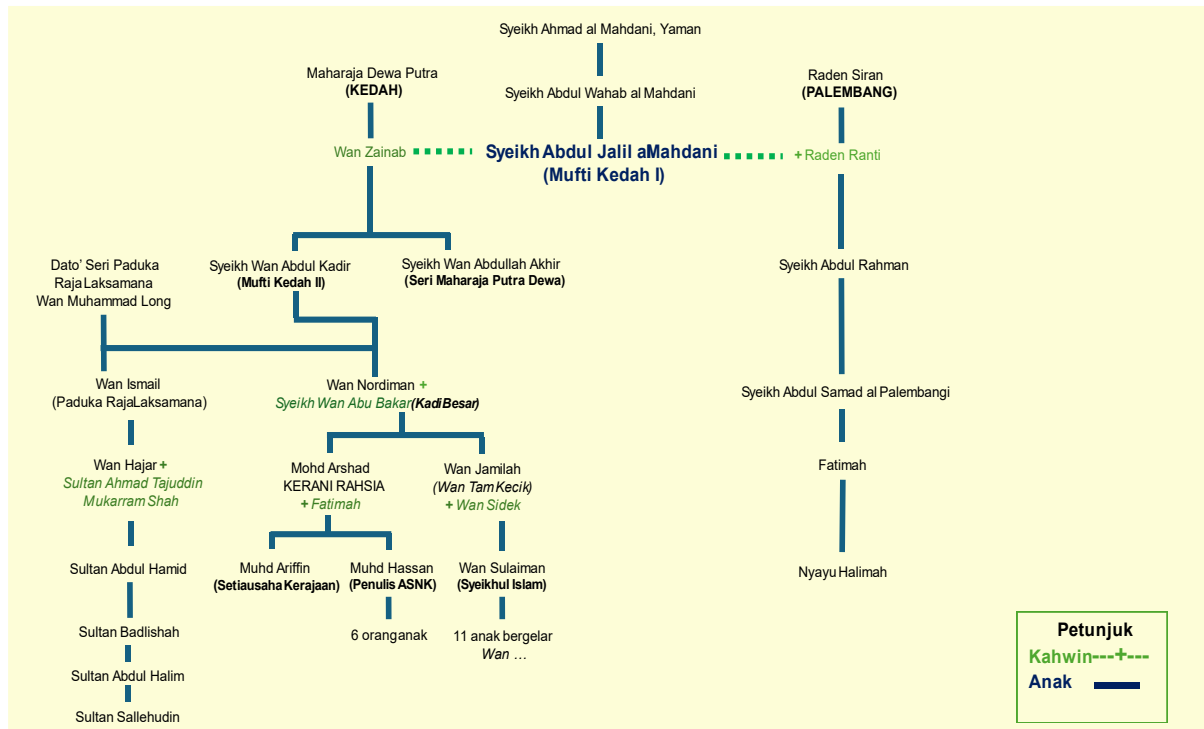 Syeikh Ahmad al Mahdani, Yaman
Maharaja Dewa Putra
(KEDAH)
Syeikh Abdul Wahab al Mahdani
Raden Siran
(PALEMBANG)
Wan Zainab
Syeikh Abdul Jalil alMahdani
(Mufti Kedah I)
+ Raden Ranti
Dato' Seri Paduka
Raja Laksamana
Wan Muhammad Long
Syeikh Wan Abdul Kadir
(Mufti Kedah II)
Syeikh Wan Abdullah Akhir
(Seri Maharaja Putra Dewa)
Syeikh Abdul Rahman
Wan Ismail
(Paduka RajaLaksamana)
Wan Nordiman +
Syeikh Wan Abu Bakar(KadiBesar)
Syeikh Abdul Samad al Palembangi
Wan Hajar +
Sultan Ahmad Tajuddin
Mukarram Shah
Mohd Arshad
KERANI RAHSIA
+ Fatimah
Wan Jamilah
(Wan Tam Kecik)
+ Wan Sidek
Fatimah
Sultan Abdul Hamid
Muhd Ariffin
(Setiausaha Kerajaan)
Muhd Hassan
(Penulis ASNK)
Wan Sulaiman
(Syeikhul Islam)
Nyayu Halimah
Sultan Badlishah
6 oranganak
11 anak bergelar
Wan …
Sultan Abdul Halim
Sultan Sallehudin
Petunjuk
Kahwin---+---
Anak